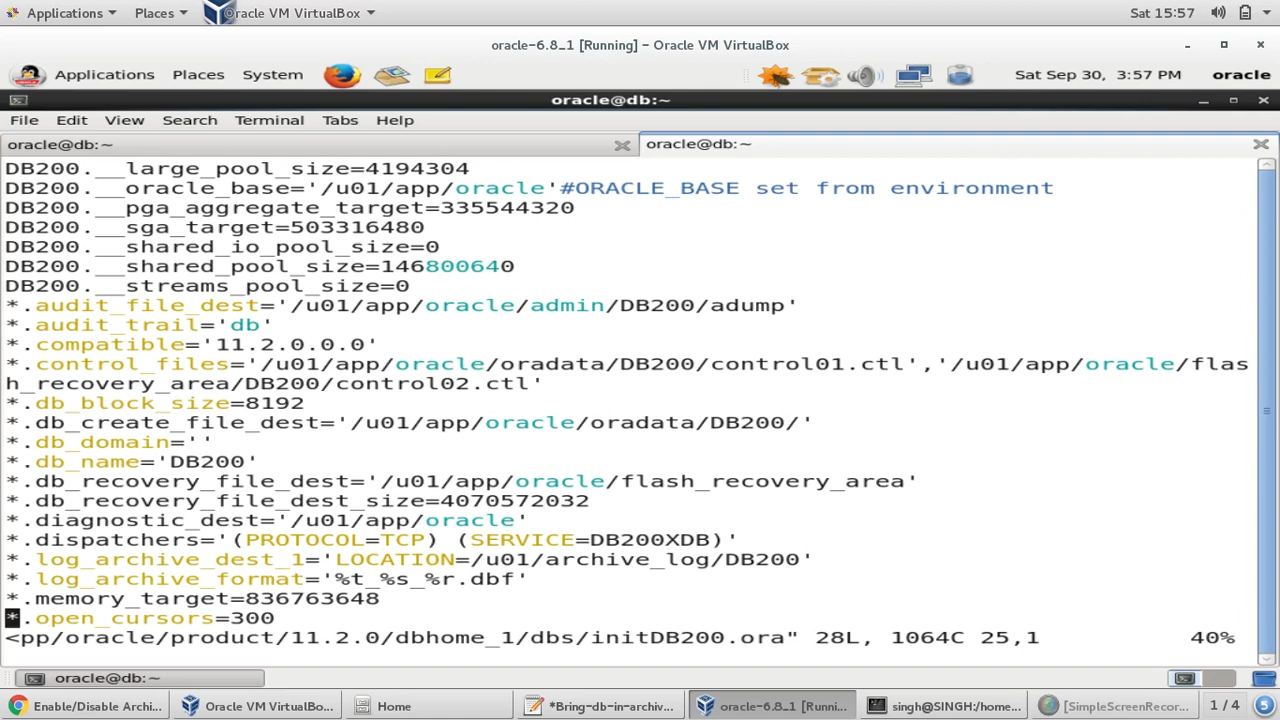 Applications Places Oracle VM VirtualBox Sat 15:57
oracle-6.8_1 [Running] – Oracle VM VirtualBox
Applications Places System Sat Sep 30, 3:57 PM oracle
oracle@db:~
File Edit View Search Terminal Tabs Help
oracle@db:~ oracle@db:~
DB200.__large_pool_size=4194304
DB200.__oracle_base='/u01/app/oracle'#ORACLE_BASE set from environment
DB200.__pga_aggregate_target=335544320
DB200.__sga_target=503316480
DB200.__shared_io_pool_size=0
DB200.__shared_pool_size=146800640
DB200.__streams_pool_size=0
*.audit_file_dest='/u01/app/oracle/admin/DB200/adump'
*.audit_trail='db'
*.compatible='11.2.0.0.0'
*.control_files='/u01/app/oracle/oradata/DB200/control01.ctl','/u01/app/oracle/flas
h_recovery_area/DB200/control02.ctl'
*.db_block_size=8192
*.db_create_file_dest='/u01/app/oracle/oradata/DB200/'
*.db_domain=''
*.db_name='DB200'
*.db_recovery_file_dest='/u01/app/oracle/flash_recovery_area'
*.db_recovery_file_dest_size=4070572032
*.diagnostic_dest='/u01/app/oracle'
*.dispatchers='(PROTOCOL=TCP) (SERVICE=DB200XDB)'
*.log_archive_dest_1='LOCATION=/u01/archive_log/DB200'
*.log_archive_format='%t_%s_%r.dbf'
*.memory_target=836763648
*.open_cursors=300
<pp/oracle/product/11.2.0/dbhome_1/dbs/initDB200.ora" 28L, 1064C 25,1 40%
oracle@db:~
Enable/Disable Archi... Oracle VM VirtualBo... Home *Bring-db-in-archiv... oracle-6.8_1 [Runni... singh@SINGH:/home... [SimpleScreenRecor... 1 / 4 5